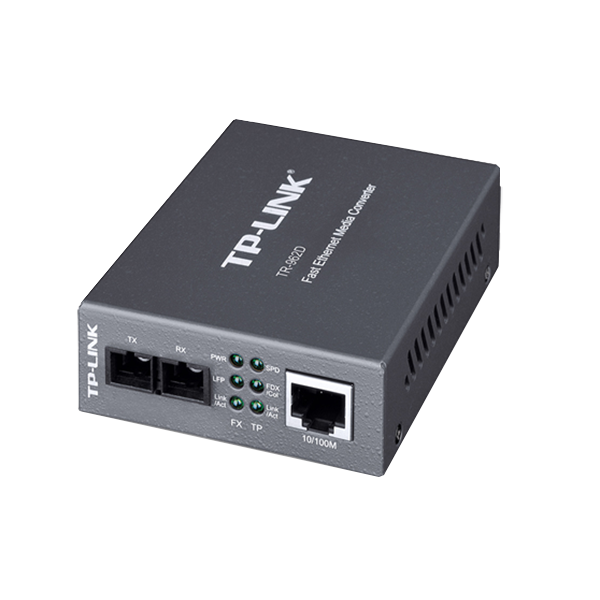 TP-LINK®
TR-962D
Fast Ethernet Media Converter
TP-LINK
TX RX
PWR SPD
LFP FDX
/Col
Link
/Act Link
/Act
FX TP
10/100M